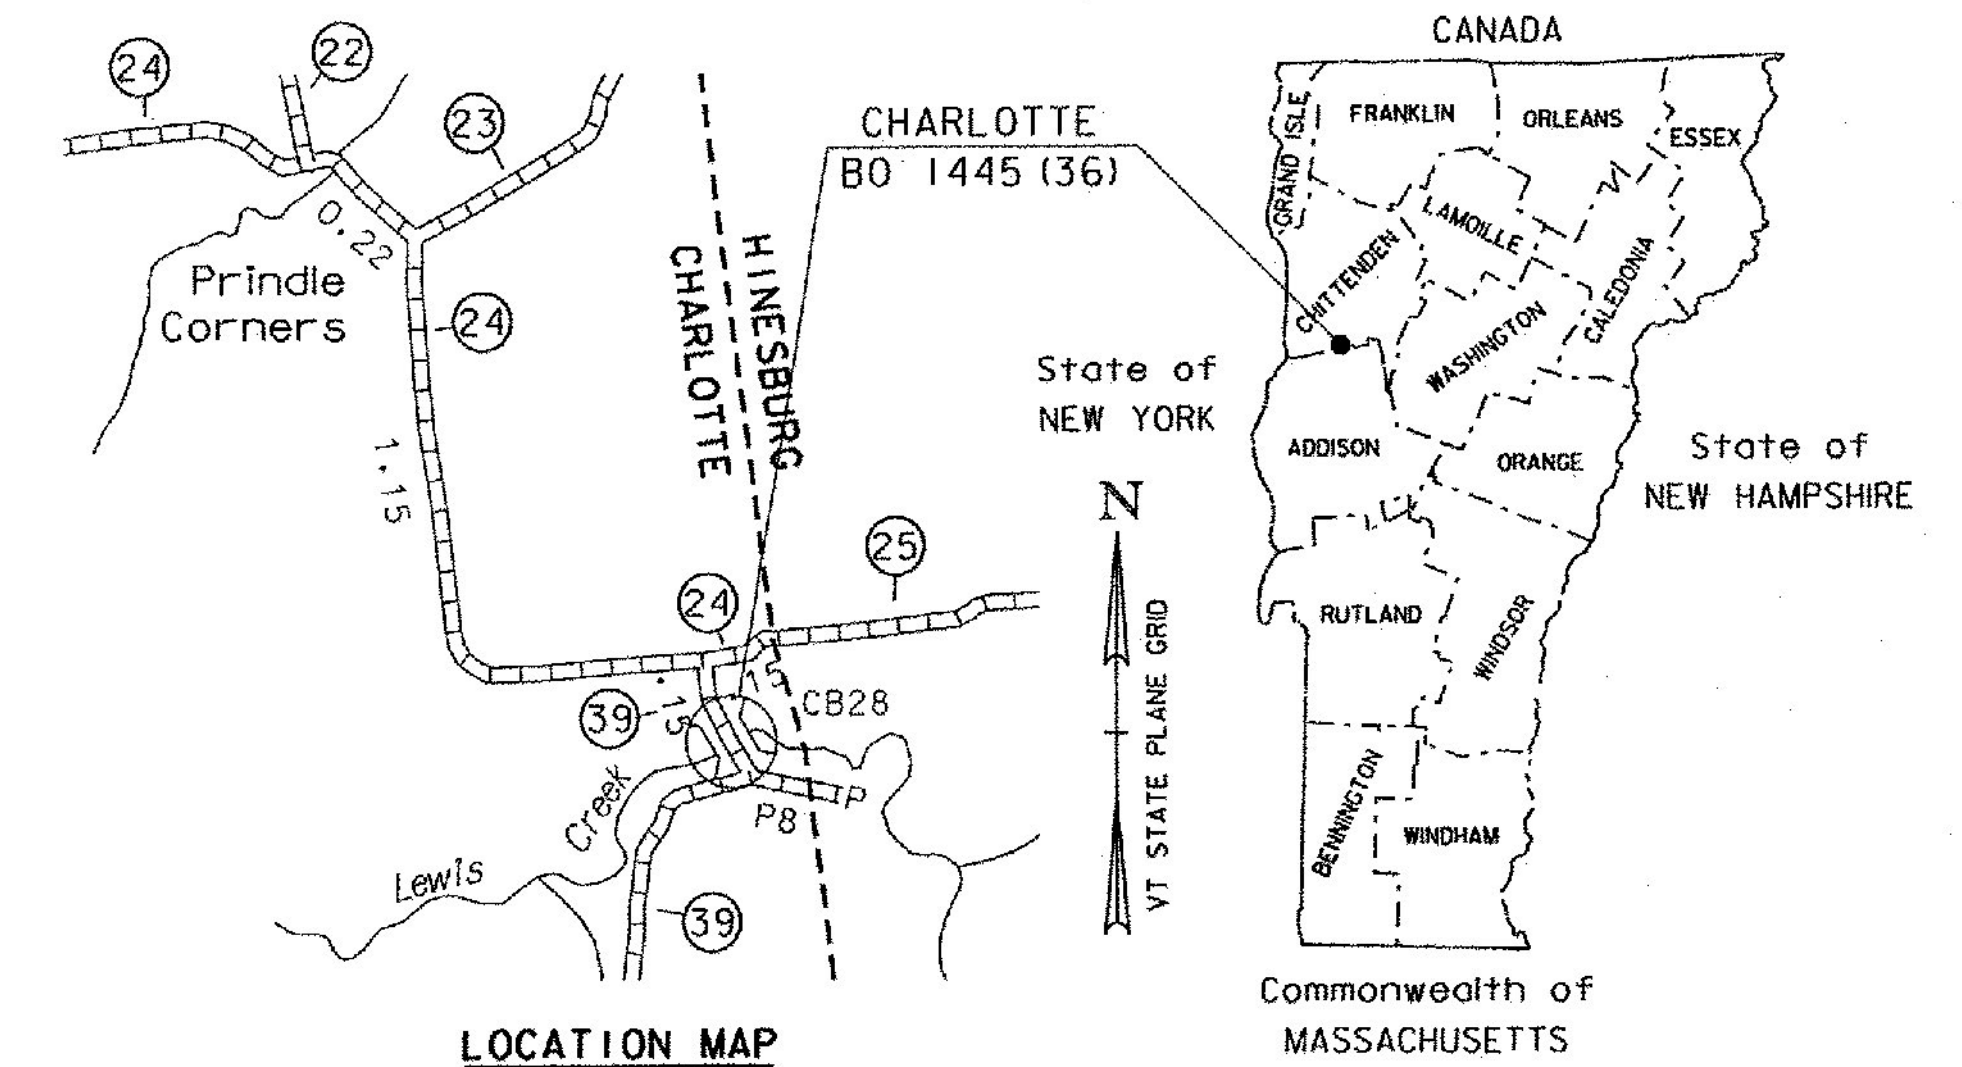 24
22
23
0.22
Prindle
Corners
24
1.15
HINESBURG
CHARLOTTE
CHARLOTTE
BO 1445 (36)
24
25
.15
15
39
CB28
P
P8
Lewis
Creek
39
LOCATION MAP
N
VT STATE PLANE GRID
CANADA
GRAND ISLE
FRANKLIN
ORLEANS
ESSEX
LAMOILLE
CHITTENDEN
CALEDONIA
WASHINGTON
State of
NEW YORK
ADDISON
ORANGE
State of
NEW HAMPSHIRE
RUTLAND
WINDSOR
BENNINGTON
WINDHAM
Commonwealth of
MASSACHUSETTS